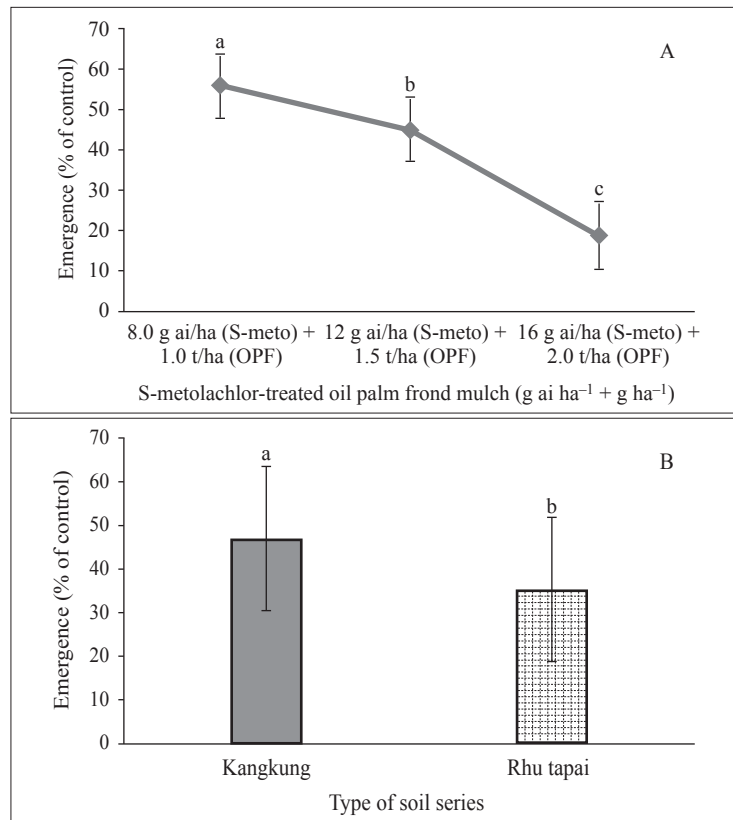 70
60
50
40
30
20
10
0
Emergence (% of control)
A
a
b
c
8.0 g ai/ha (S-meto) + 12 g ai/ha (S-meto) + 16 g ai/ha (S-meto) +
1.0 t/ha (OPF) 1.5 t/ha (OPF) 2.0 t/ha (OPF)
S-metolachlor-treated oil palm frond mulch (g ai ha⁻¹ + g ha⁻¹)
70
60
50
40
30
20
10
0
Emergence (% of control)
B
a
b
Kangkung Rhu tapai
Type of soil series